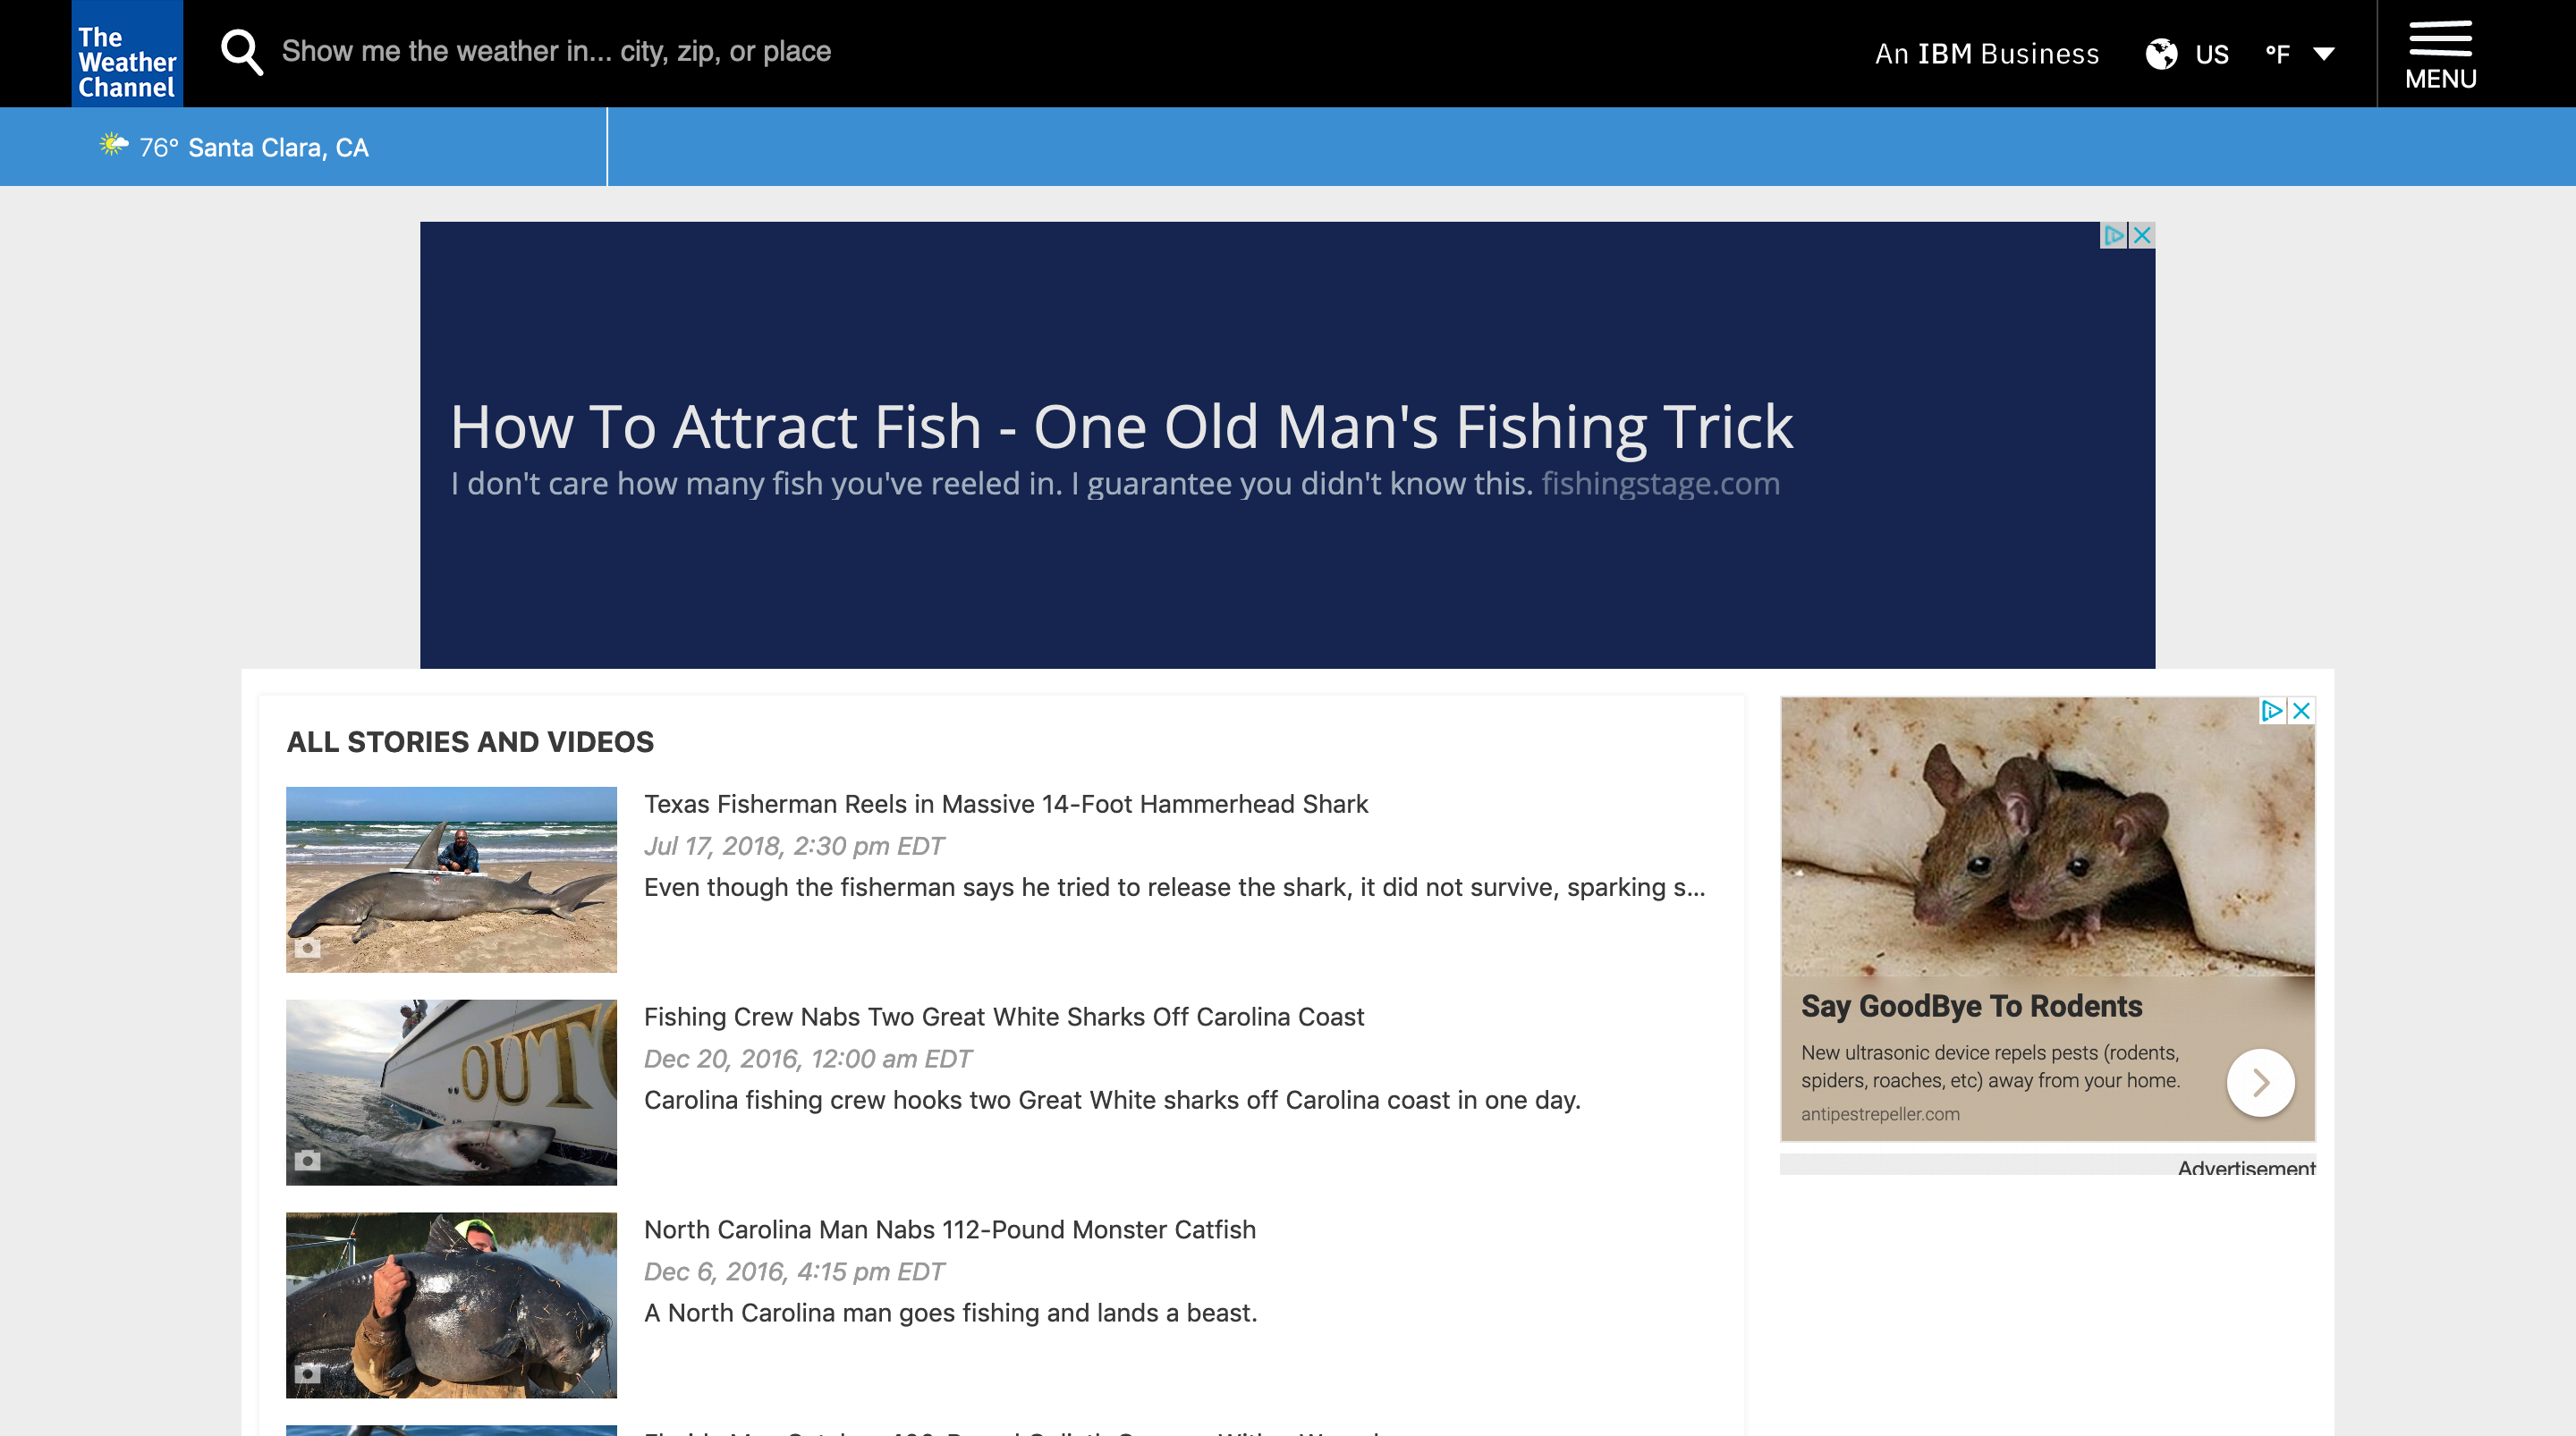 The
Weather
Channel
Show me the weather in... city, zip, or place
An IBM Business
US
°F
MENU
76° Santa Clara, CA
How To Attract Fish - One Old Man's Fishing Trick
I don't care how many fish you've reeled in. I guarantee you didn't know this. fishingstage.com
ALL STORIES AND VIDEOS
Texas Fisherman Reels in Massive 14-Foot Hammerhead Shark
Jul 17, 2018, 2:30 pm EDT
Even though the fisherman says he tried to release the shark, it did not survive, sparking s...
OUT
Fishing Crew Nabs Two Great White Sharks Off Carolina Coast
Dec 20, 2016, 12:00 am EDT
Carolina fishing crew hooks two Great White sharks off Carolina coast in one day.
North Carolina Man Nabs 112-Pound Monster Catfish
Dec 6, 2016, 4:15 pm EDT
A North Carolina man goes fishing and lands a beast.
Say GoodBye To Rodents
New ultrasonic device repels pests (rodents,
spiders, roaches, etc) away from your home.
antipestrepeller.com
Advertisement